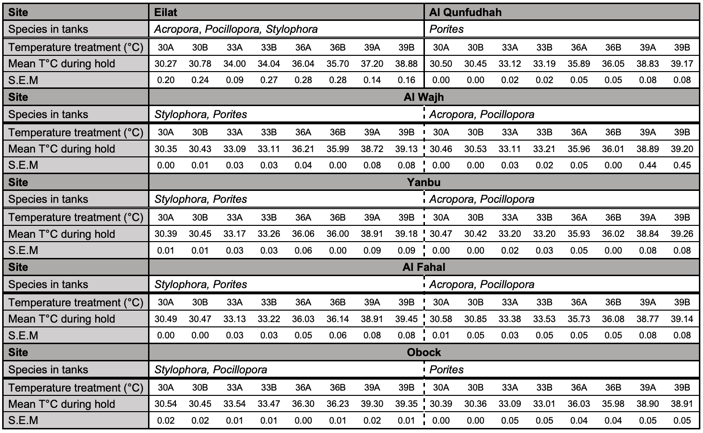 Site Eilat Al Qunfudhah
Species in tanks Acropora, Pocillopora, Stylophora Porites
Temperature treatment (°C) 30A 30B 33A 33B 36A 36B 39A 39B 30A 30B 33A 33B 36A 36B 39A 39B
Mean T°C during hold 30.27 30.78 34.00 34.04 36.04 35.70 37.20 38.88 30.50 30.45 33.12 33.19 35.89 36.05 38.83 39.17
S.E.M 0.20 0.24 0.09 0.27 0.28 0.28 0.14 0.16 0.00 0.00 0.02 0.02 0.05 0.05 0.08 0.08
Site Al Wajh
Species in tanks Stylophora, Porites Acropora, Pocillopora
Temperature treatment (°C) 30A 30B 33A 33B 36A 36B 39A 39B 30A 30B 33A 33B 36A 36B 39A 39B
Mean T°C during hold 30.35 30.43 33.09 33.11 36.21 35.99 38.72 39.13 30.46 30.53 33.11 33.21 35.96 36.01 38.89 39.20
S.E.M 0.00 0.01 0.03 0.03 0.04 0.00 0.08 0.08 0.00 0.00 0.03 0.02 0.05 0.00 0.44 0.45
Site Yanbu
Species in tanks Stylophora, Porites Acropora, Pocillopora
Temperature treatment (°C) 30A 30B 33A 33B 36A 36B 39A 39B 30A 30B 33A 33B 36A 36B 39A 39B
Mean T°C during hold 30.39 30.45 33.17 33.26 36.06 36.00 38.91 39.18 30.47 30.42 33.20 33.20 35.93 36.02 38.84 39.26
S.E.M 0.01 0.01 0.03 0.03 0.06 0.00 0.09 0.09 0.00 0.00 0.02 0.03 0.05 0.00 0.08 0.08
Site Al Fahal
Species in tanks Stylophora, Porites Acropora, Pocillopora
Temperature treatment (°C) 30A 30B 33A 33B 36A 36B 39A 39B 30A 30B 33A 33B 36A 36B 39A 39B
Mean T°C during hold 30.49 30.47 33.13 33.22 36.03 36.14 38.91 39.45 30.58 30.85 33.38 33.53 35.73 36.08 38.77 39.14
S.E.M 0.00 0.00 0.03 0.03 0.05 0.06 0.08 0.08 0.01 0.05 0.03 0.05 0.08 0.05 0.08 0.08
Site Obock
Species in tanks Stylophora, Pocillopora Porites
Temperature treatment (°C) 30A 30B 33A 33B 36A 36B 39A 39B 30A 30B 33A 33B 36A 36B 39A 39B
Mean T°C during hold 30.54 30.45 33.54 33.47 36.30 36.23 39.30 39.35 30.39 30.36 33.09 33.01 36.03 35.98 38.90 38.91
S.E.M 0.02 0.02 0.01 0.01 0.00 0.01 0.02 0.01 0.00 0.00 0.05 0.05 0.04 0.04 0.05 0.05